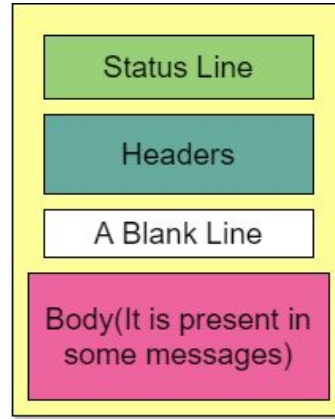 Status Line
Headers
A Blank Line
Body(It is present in
some messages)